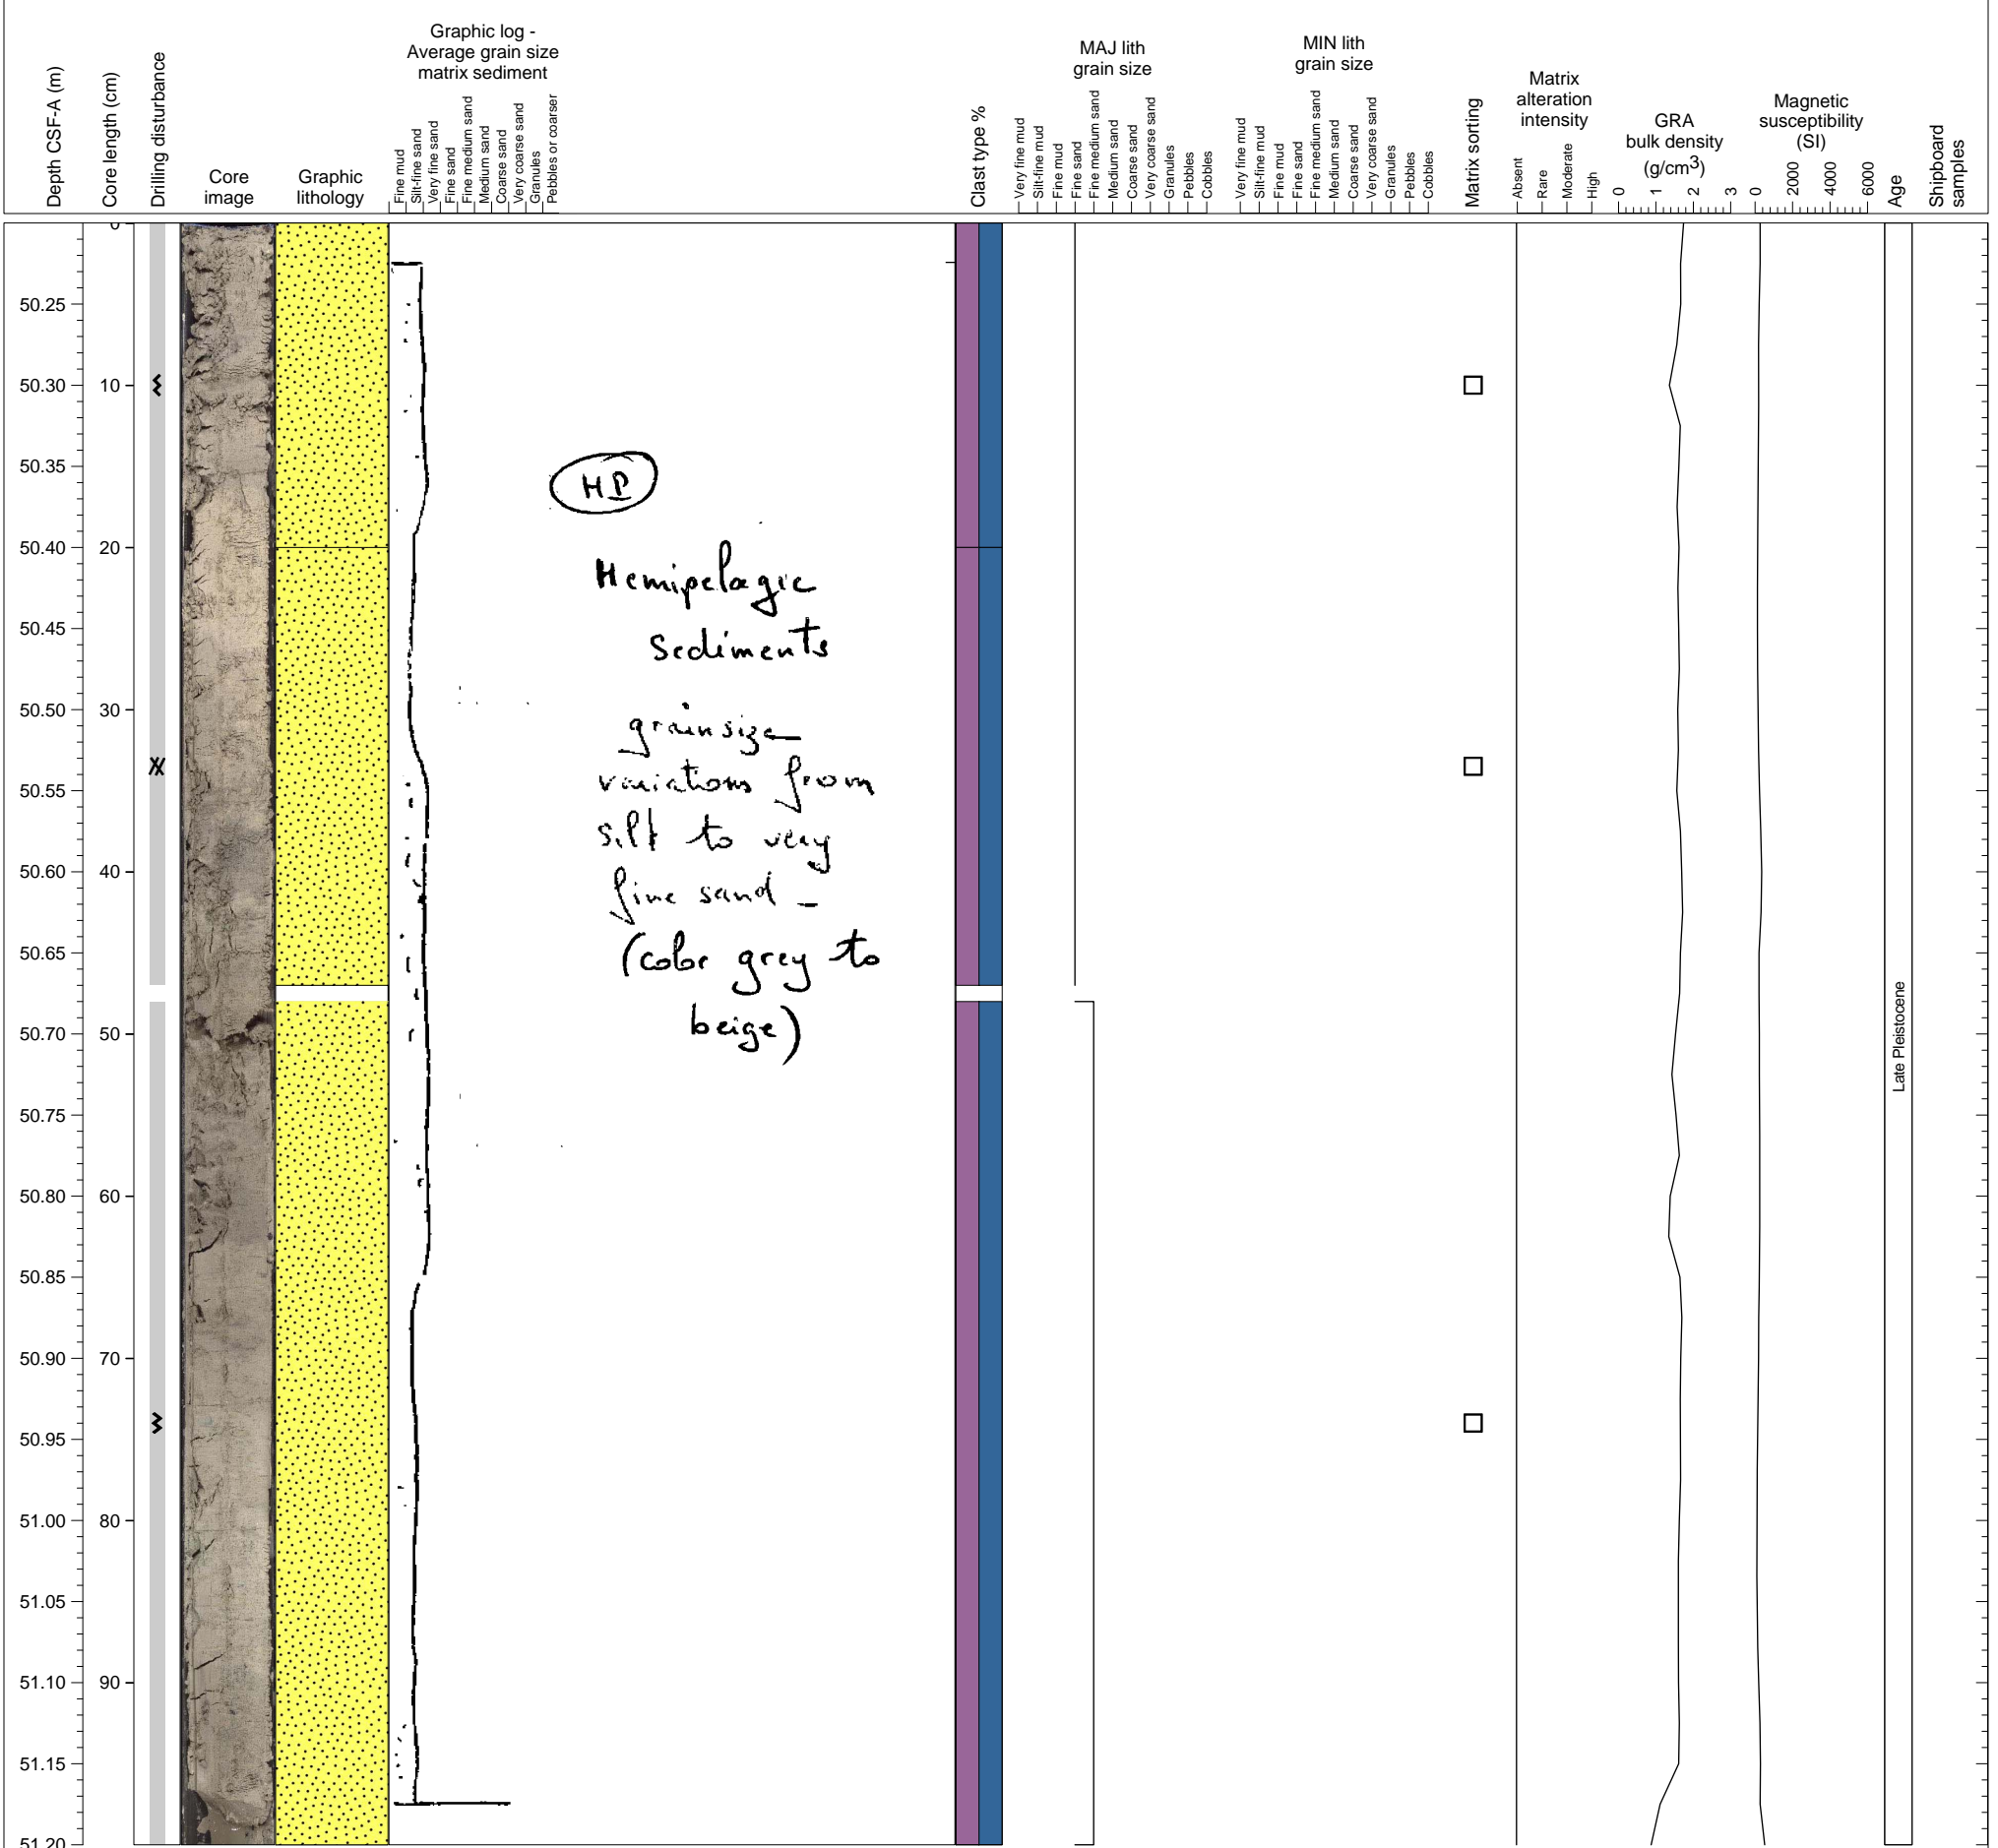 Depth CSF-A (m)
Core length (cm)
Drilling disturbance
Core
image
Graphic
lithology
Graphic log -
Average grain size
matrix sediment
Fine mud
Silt-fine sand
Very fine sand
Fine sand
Fine medium sand
Medium sand
Coarse sand
Very coarse sand
Granules
Pebbles or coarser
Clast type %
MAJ lith
grain size
Very fine mud
Silt-fine mud
Fine mud
Fine sand
Fine medium sand
Medium sand
Coarse sand
Very coarse sand
Granules
Pebbles
Cobbles
MIN lith
grain size
Very fine mud
Silt-fine mud
Fine mud
Fine sand
Fine medium sand
Medium sand
Coarse sand
Very coarse sand
Granules
Pebbles
Cobbles
Matrix sorting
Matrix
alteration
intensity
Absent
Rare
Moderate
High
GRA
bulk density
(g/cm3)
0 1 2 3
Magnetic
susceptibility
(SI)
0 2000 4000 6000
Age
Shipboard
samples
0
50.25
50.30 10
50.35
50.40 20
50.45
50.50 30
50.55
50.60 40
50.65
50.70 50
50.75
50.80 60
50.85
50.90 70
50.95
51.00 80
51.05
51.10 90
51.15
51.20
HP
Hemipelagic
Sediments
grainsize
variations from
silt to very
fine sand -
(color grey to
beige)
Late Pleistocene